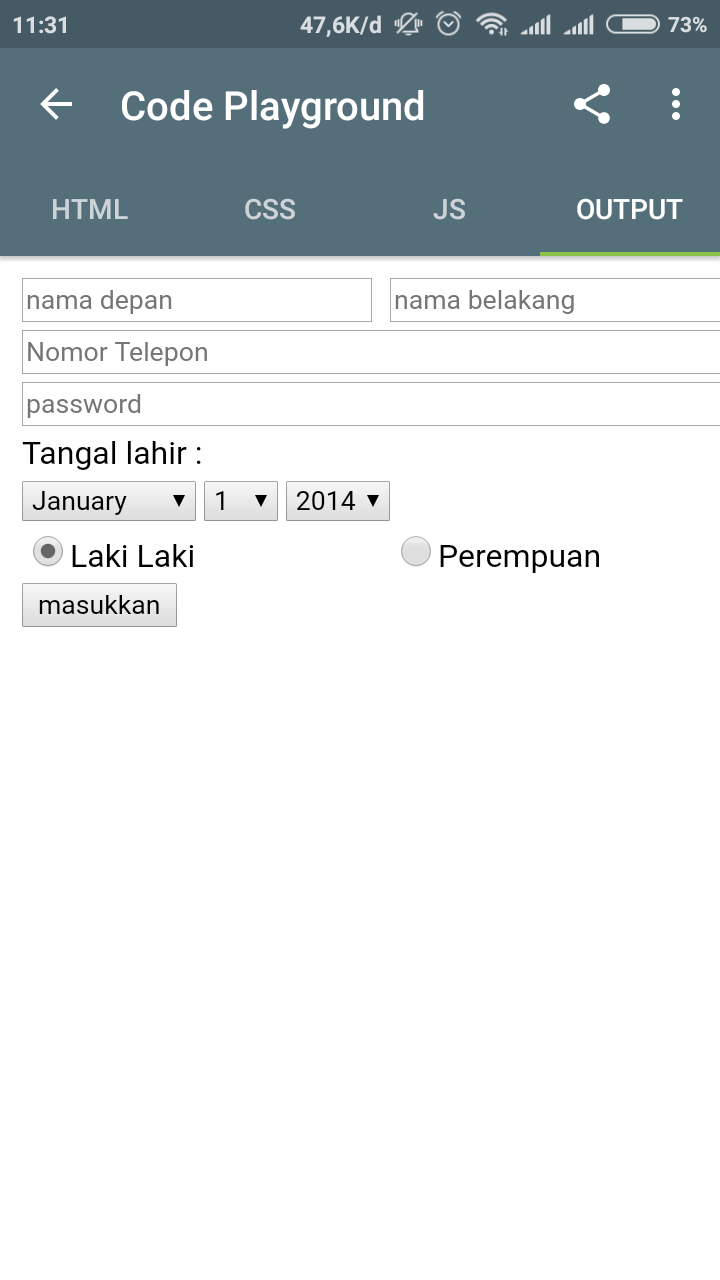 11:31 47,6K/d 73%
Code Playground
HTML CSS JS OUTPUT
nama depan nama belakang
Nomor Telepon
password
Tangal lahir :
January 1 2014
Laki Laki Perempuan
masukkan